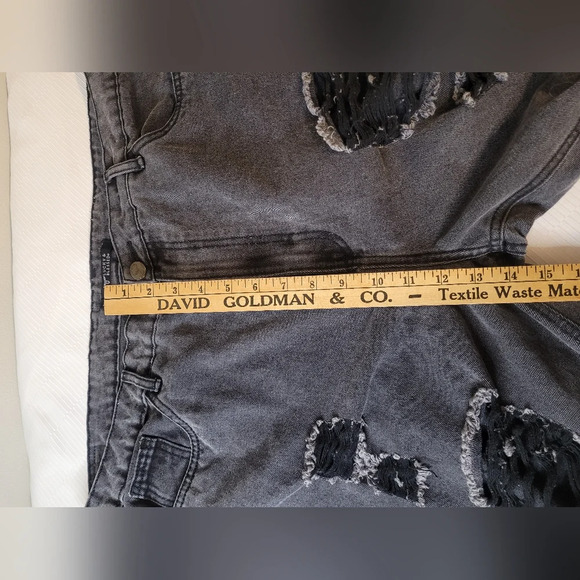 1 2 3 4 5 6 7 8 9 10 11 12 13 14 15
DAVID GOLDMAN & CO. — Textile Waste Mate